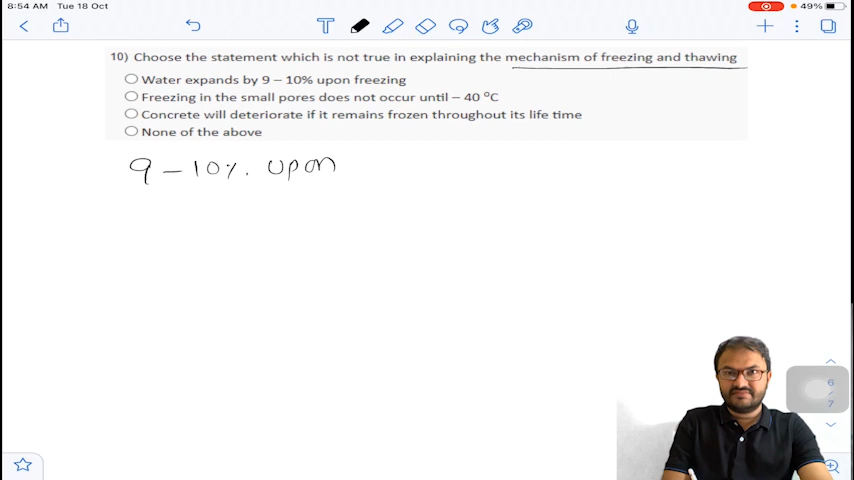 8:54 AM Tue 18 Oct
49%
T
10) Choose the statement which is not true in explaining the mechanism of freezing and thawing
Water expands by 9 – 10% upon freezing
Freezing in the small pores does not occur until – 40 °C
Concrete will deteriorate if it remains frozen throughout its life time
None of the above
9 – 10%. upon
6
/
7